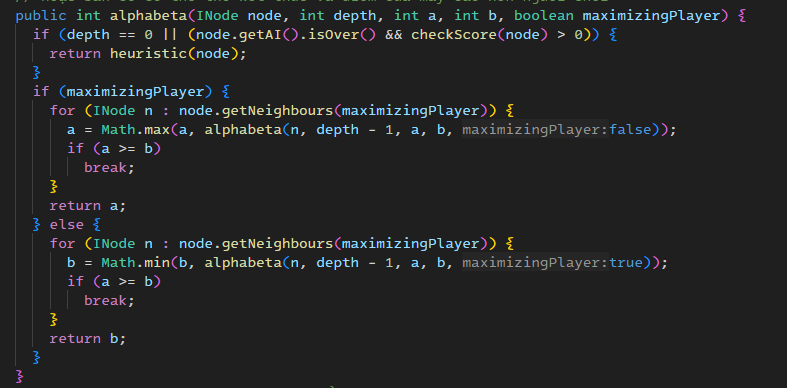 public int alphabeta(INode node, int depth, int a, int b, boolean maximizingPlayer) {
if (depth == 0 || (node.getAI().isOver() && checkScore(node) > 0)) {
return heuristic(node);
}
if (maximizingPlayer) {
for (INode n : node.getNeighbours(maximizingPlayer)) {
a = Math.max(a, alphabeta(n, depth - 1, a, b, maximizingPlayer:false));
if (a >= b)
break;
}
return a;
} else {
for (INode n : node.getNeighbours(maximizingPlayer)) {
b = Math.min(b, alphabeta(n, depth - 1, a, b, maximizingPlayer:true));
if (a >= b)
break;
}
return b;
}
}